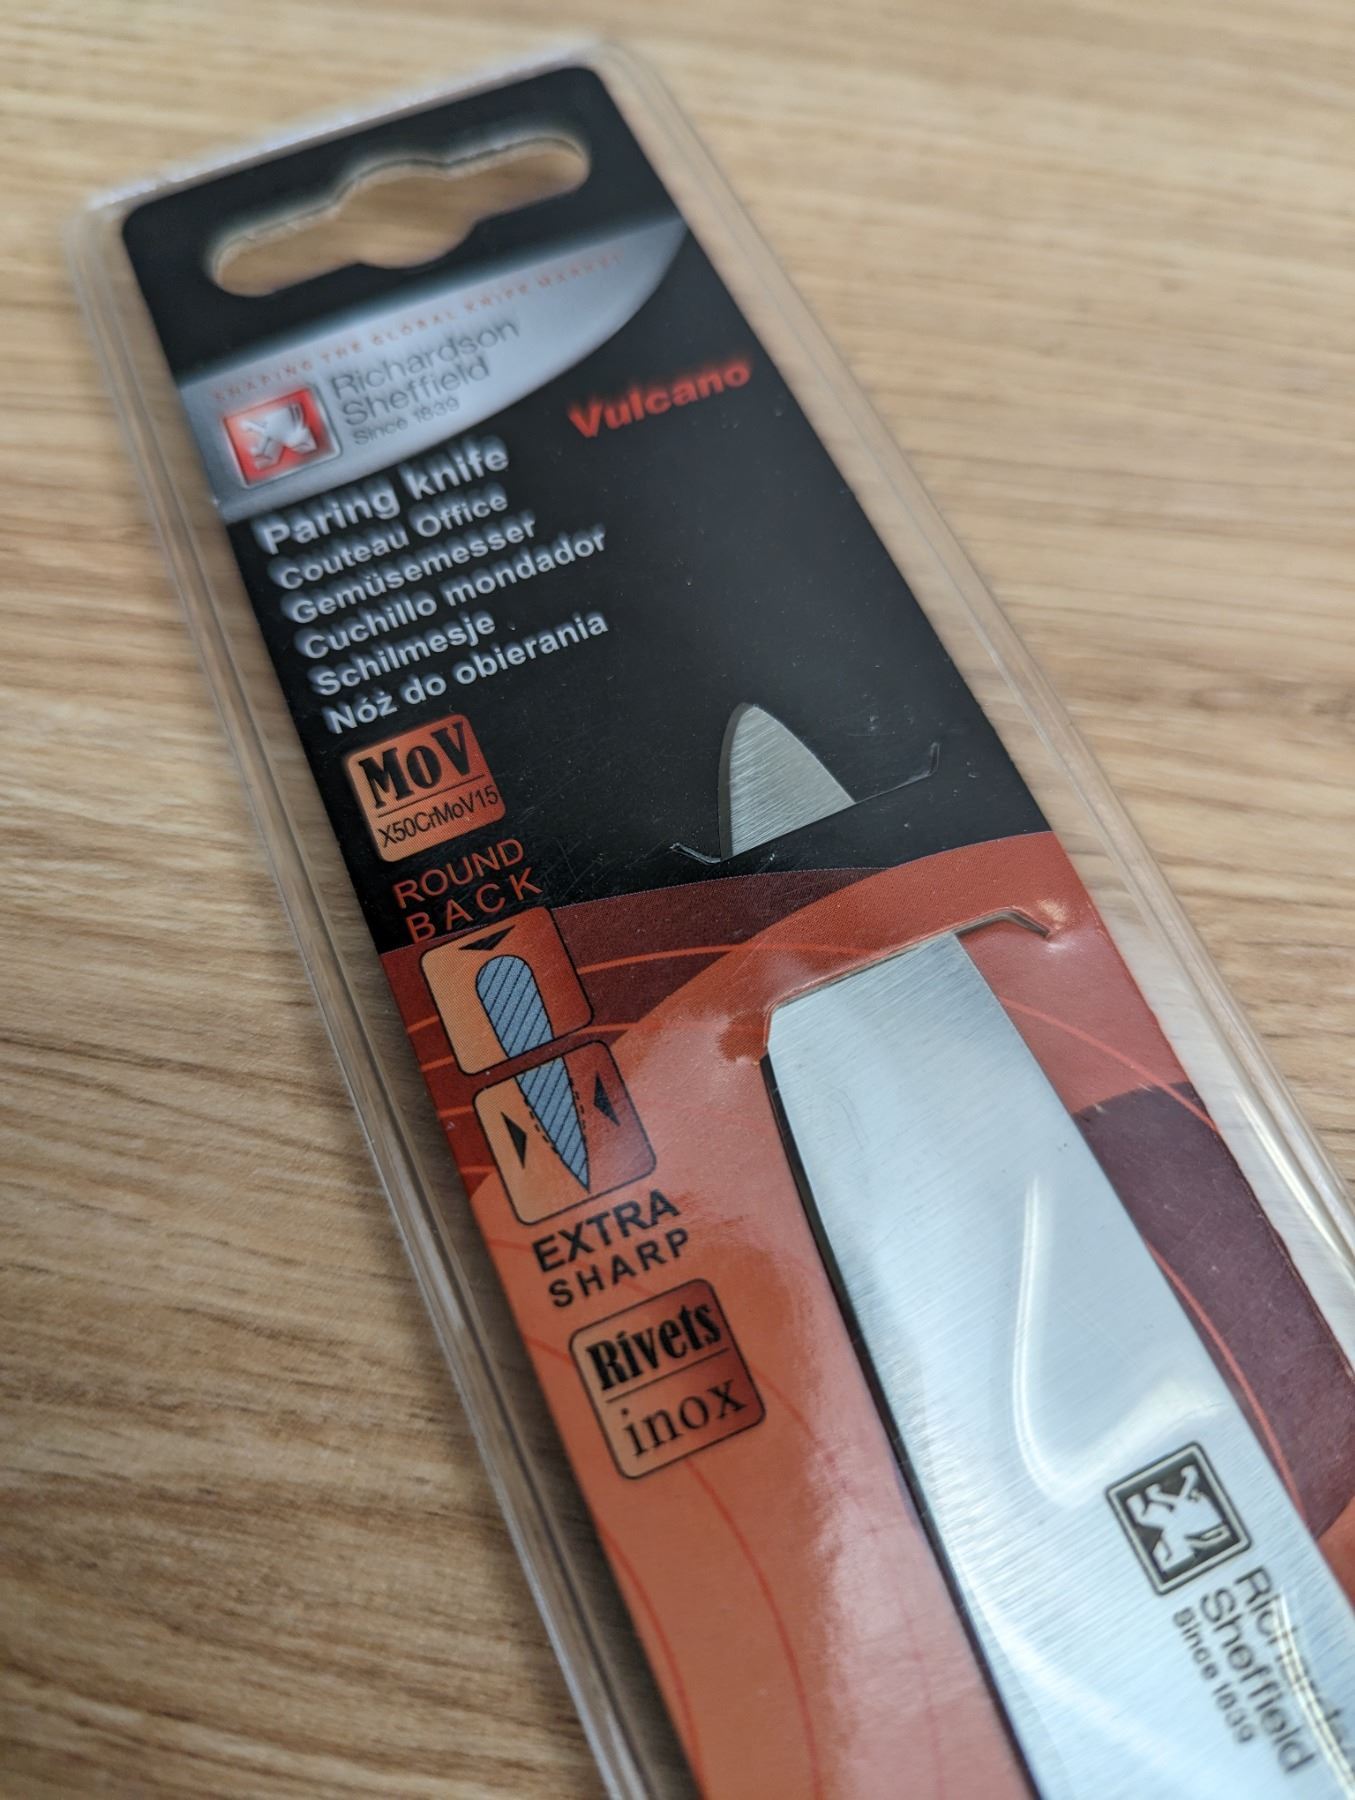 SHAPING THE GLOBAL KNIFE MARKET
Richardson
Sheffield
Since 1839
Vulcano
Paring knife
Couteau Office
Gemüsemesser
Cuchillo mondador
Schilmesje
Nóż do obierania
MoV
X50CrMoV15
ROUND
BACK
EXTRA
SHARP
Rivets
inox
Richardson
Sheffield
Since 1839